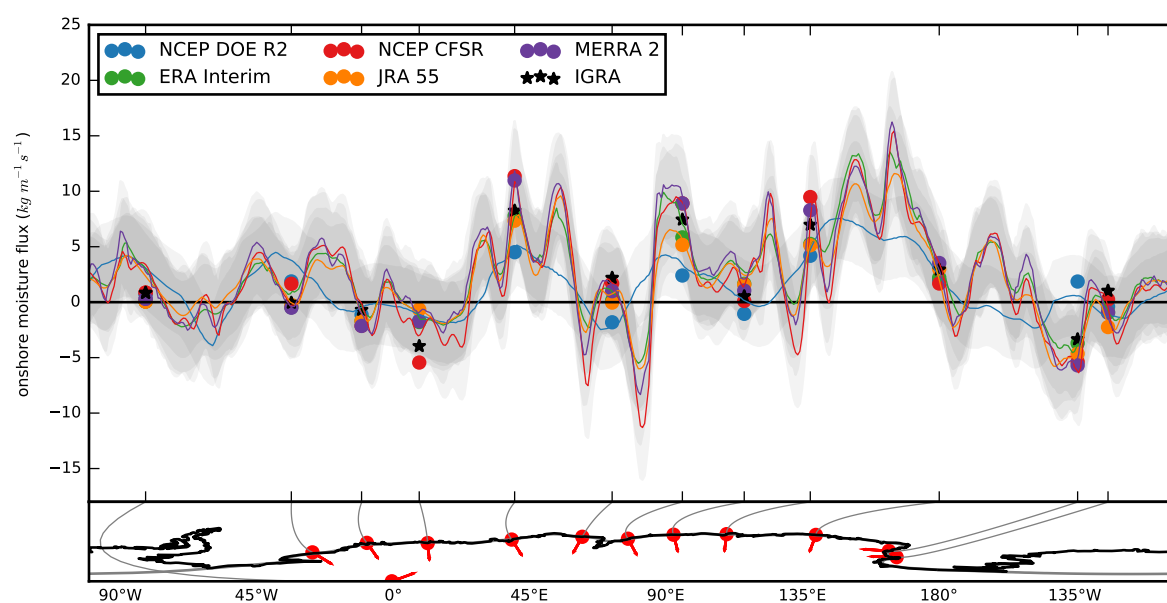 NCEP DOE R2 NCEP CFSR MERRA 2
ERA Interim JRA 55 IGRA
onshore moisture flux (kg m⁻¹ s⁻¹)
25
20
15
10
5
0
−5
−10
−15
90°W 45°W 0° 45°E 90°E 135°E 180° 135°W